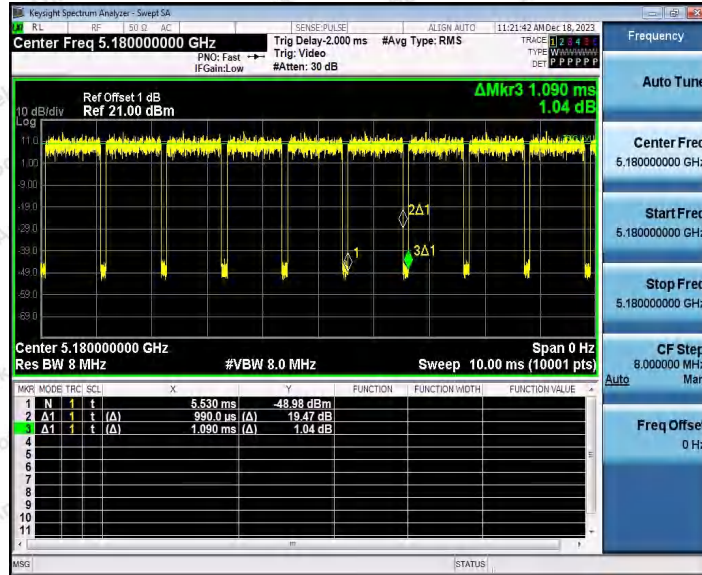 Keysight Spectrum Analyzer - Swept SA
RL RF 50 Ω AC SENSE:PULSE ALIGN AUTO 11:21:42 AM Dec 18, 2023
Center Freq 5.180000000 GHz
PNO: Fast
IFGain:Low
Trig Delay-2.000 ms
Trig: Video
#Atten: 30 dB
#Avg Type: RMS
TRACE 1 2 3 4 5 6
TYPE W
DET P P P P P P
ΔMkr3 1.090 ms
1.04 dB
Ref Offset 1 dB
10 dB/div Ref 21.00 dBm
Log
11.0
1.00
-9.00
-19.0
-29.0
-39.0
-49.0
-59.0
-69.0
2Δ1
1
3Δ1
Center 5.180000000 GHz Span 0 Hz
Res BW 8 MHz #VBW 8.0 MHz Sweep 10.00 ms (10001 pts)
MKR MODE TRC SCL X Y FUNCTION FUNCTION WIDTH FUNCTION VALUE
1 N 1 t 5.530 ms -48.98 dBm
2 Δ1 1 t (Δ) 990.0 µs (Δ) 19.47 dB
3 Δ1 1 t (Δ) 1.090 ms (Δ) 1.04 dB
4
5
6
7
8
9
10
11
MSG STATUS
Frequency
Auto Tune
Center Freq
5.180000000 GHz
Start Freq
5.180000000 GHz
Stop Freq
5.180000000 GHz
CF Step
8.000000 MHz
Auto Man
Freq Offset
0 Hz